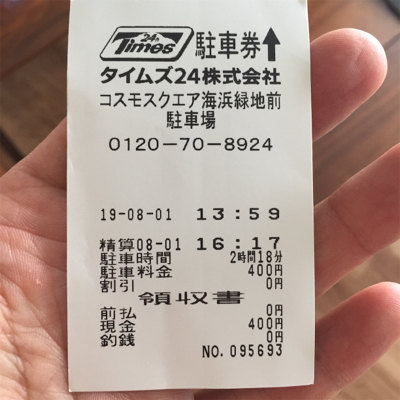 24h Times 駐車券↑
タイムズ24株式会社
コスモスクエア海浜緑地前
駐車場
0120-70-8924
19-08-01 13:59
精算08-01 16:17
駐車時間 2時間18分
駐車料金 400円
割引 0円
領収書
前払 0円
現金 400円
釣銭 0円
NO.095693